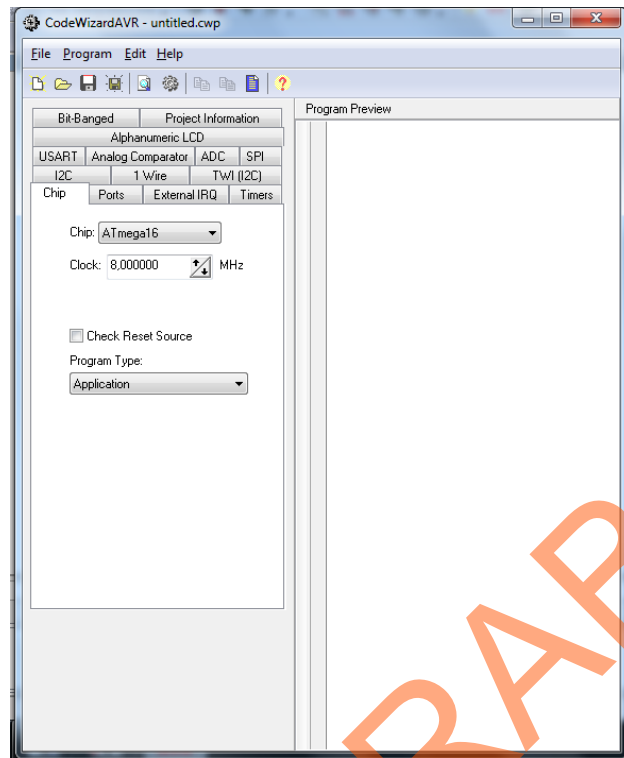 CodeWizardAVR - untitled.cwp
File Program Edit Help
Bit-Banged Project Information
Alphanumeric LCD
USART Analog Comparator ADC SPI
I2C 1 Wire TWI (I2C)
Chip Ports External IRQ Timers
Chip: ATmega16
Clock: 8,000000 MHz
Check Reset Source
Program Type:
Application
Program Preview